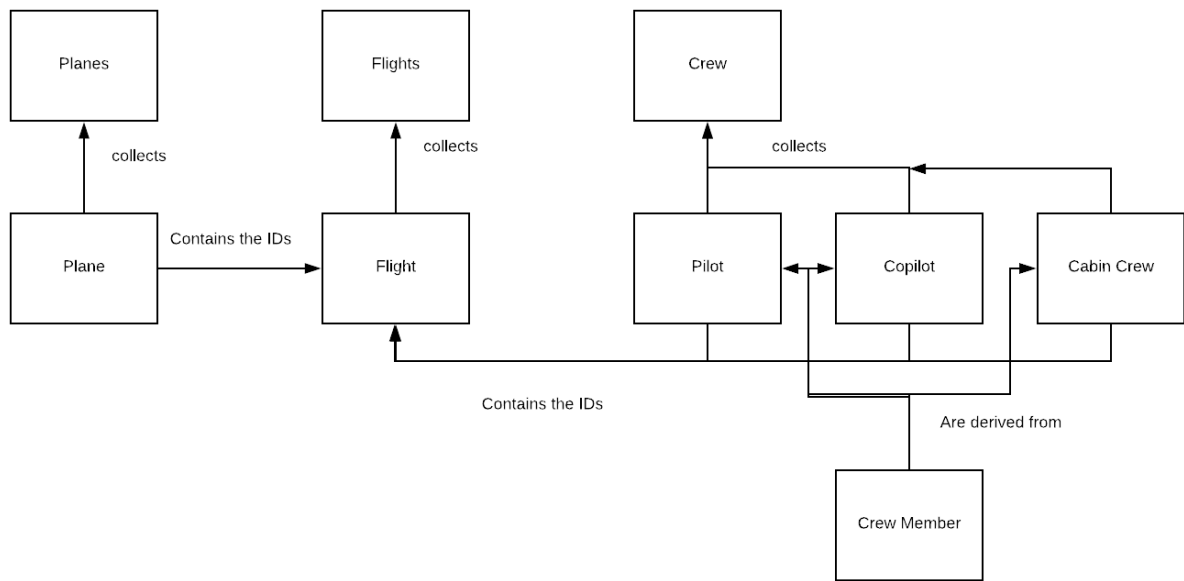 Planes
Flights
Crew
collects
collects
collects
Contains the IDs
Plane
Flight
Pilot
Copilot
Cabin Crew
Contains the IDs
Are derived from
Crew Member